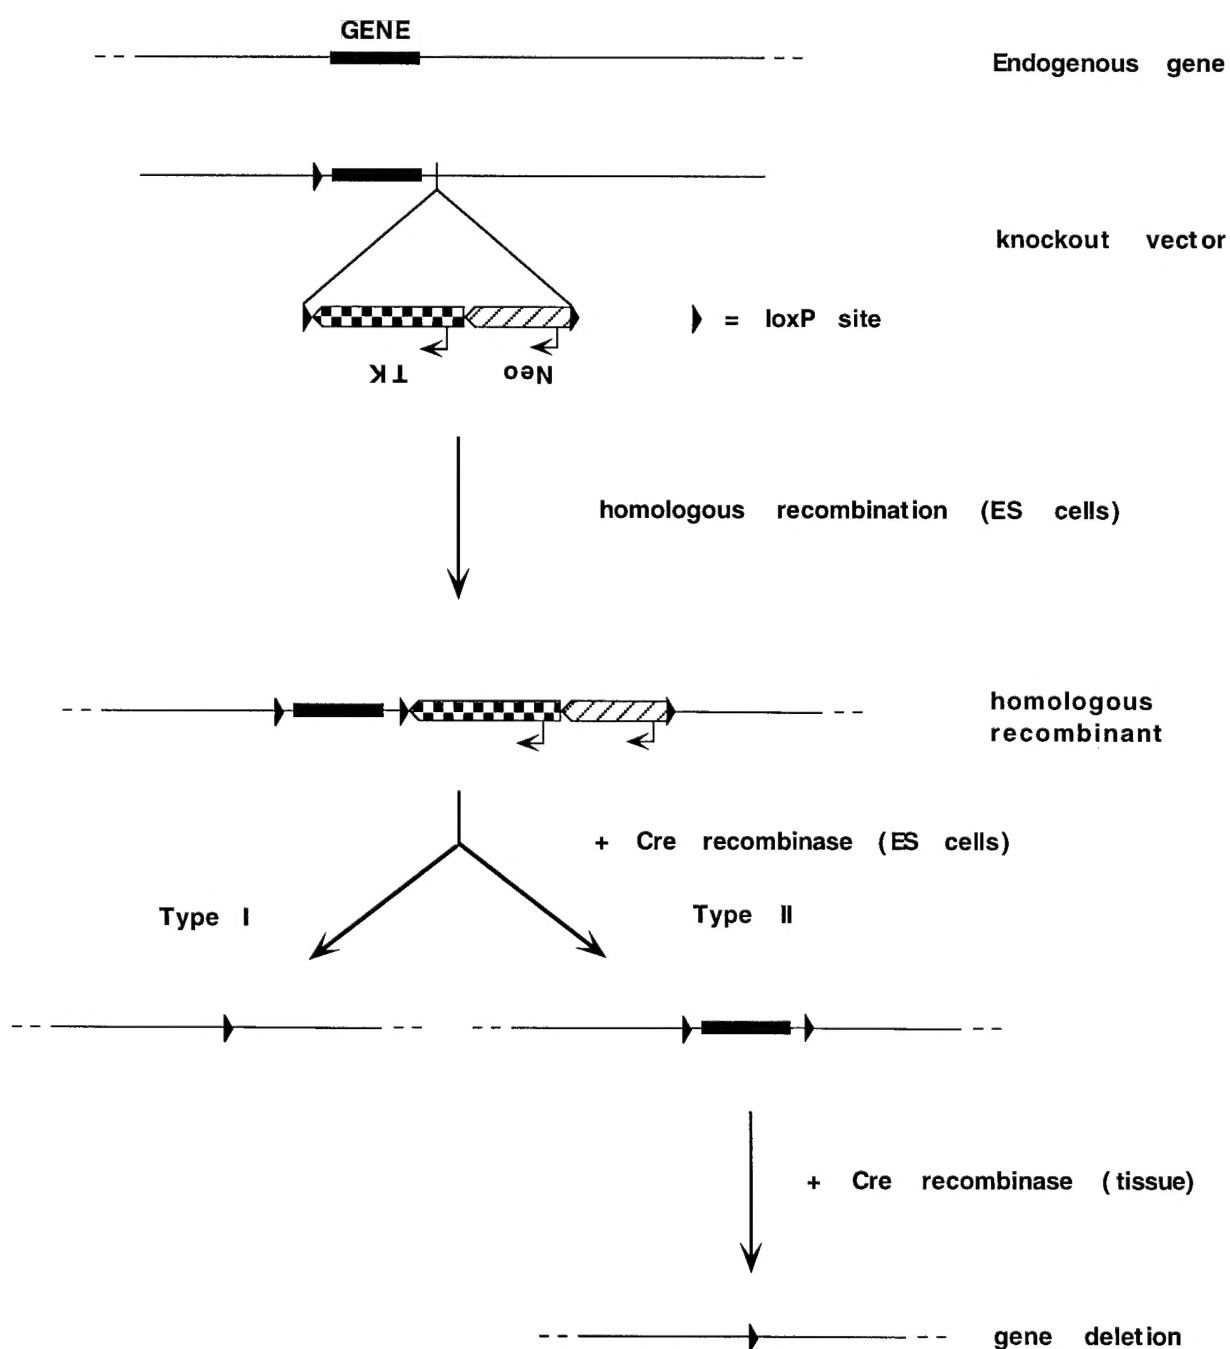 GENE
Endogenous gene
knockout vector
= loxP site
TK Neo
homologous recombination (ES cells)
homologous
recombinant
+ Cre recombinase (ES cells)
Type I
Type II
+ Cre recombinase (tissue)
gene deletion